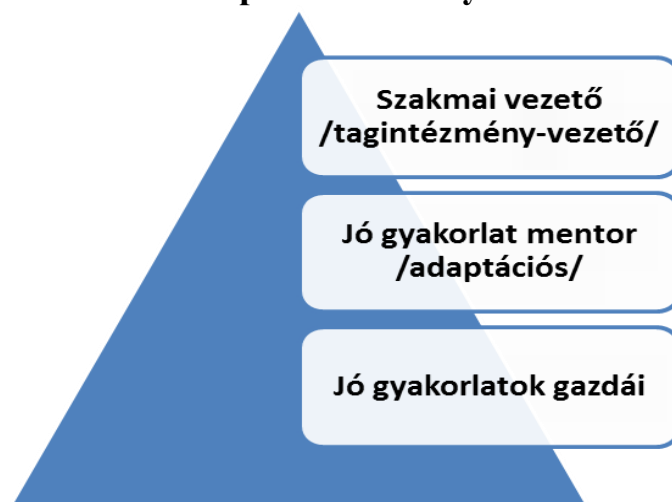 Szakmai vezető
/tagintézmény-vezető/
Jó gyakorlat mentor
/adaptációs/
Jó gyakorlatok gazdái